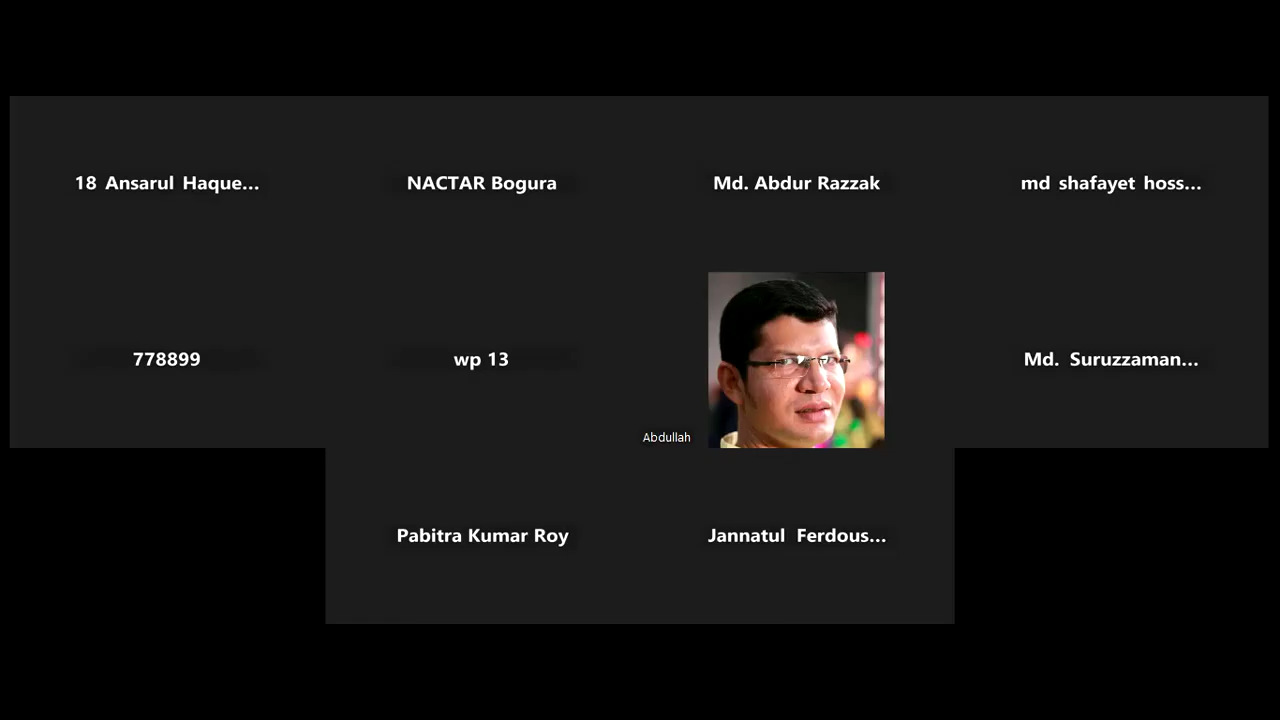 18 Ansarul Haque...
NACTAR Bogura
Md. Abdur Razzak
md shafayet hoss...
778899
wp 13
Abdullah
Md. Suruzzaman...
Pabitra Kumar Roy
Jannatul Ferdous...